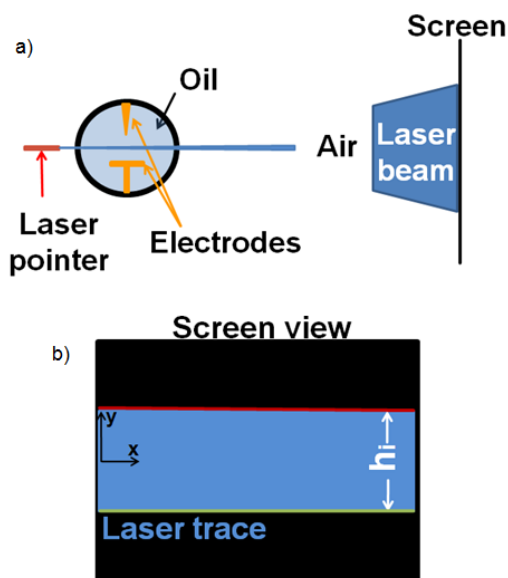 a)
Screen
Oil
Air
Laser
beam
Laser
pointer
Electrodes
Screen view
b)
y
x
hi
Laser trace